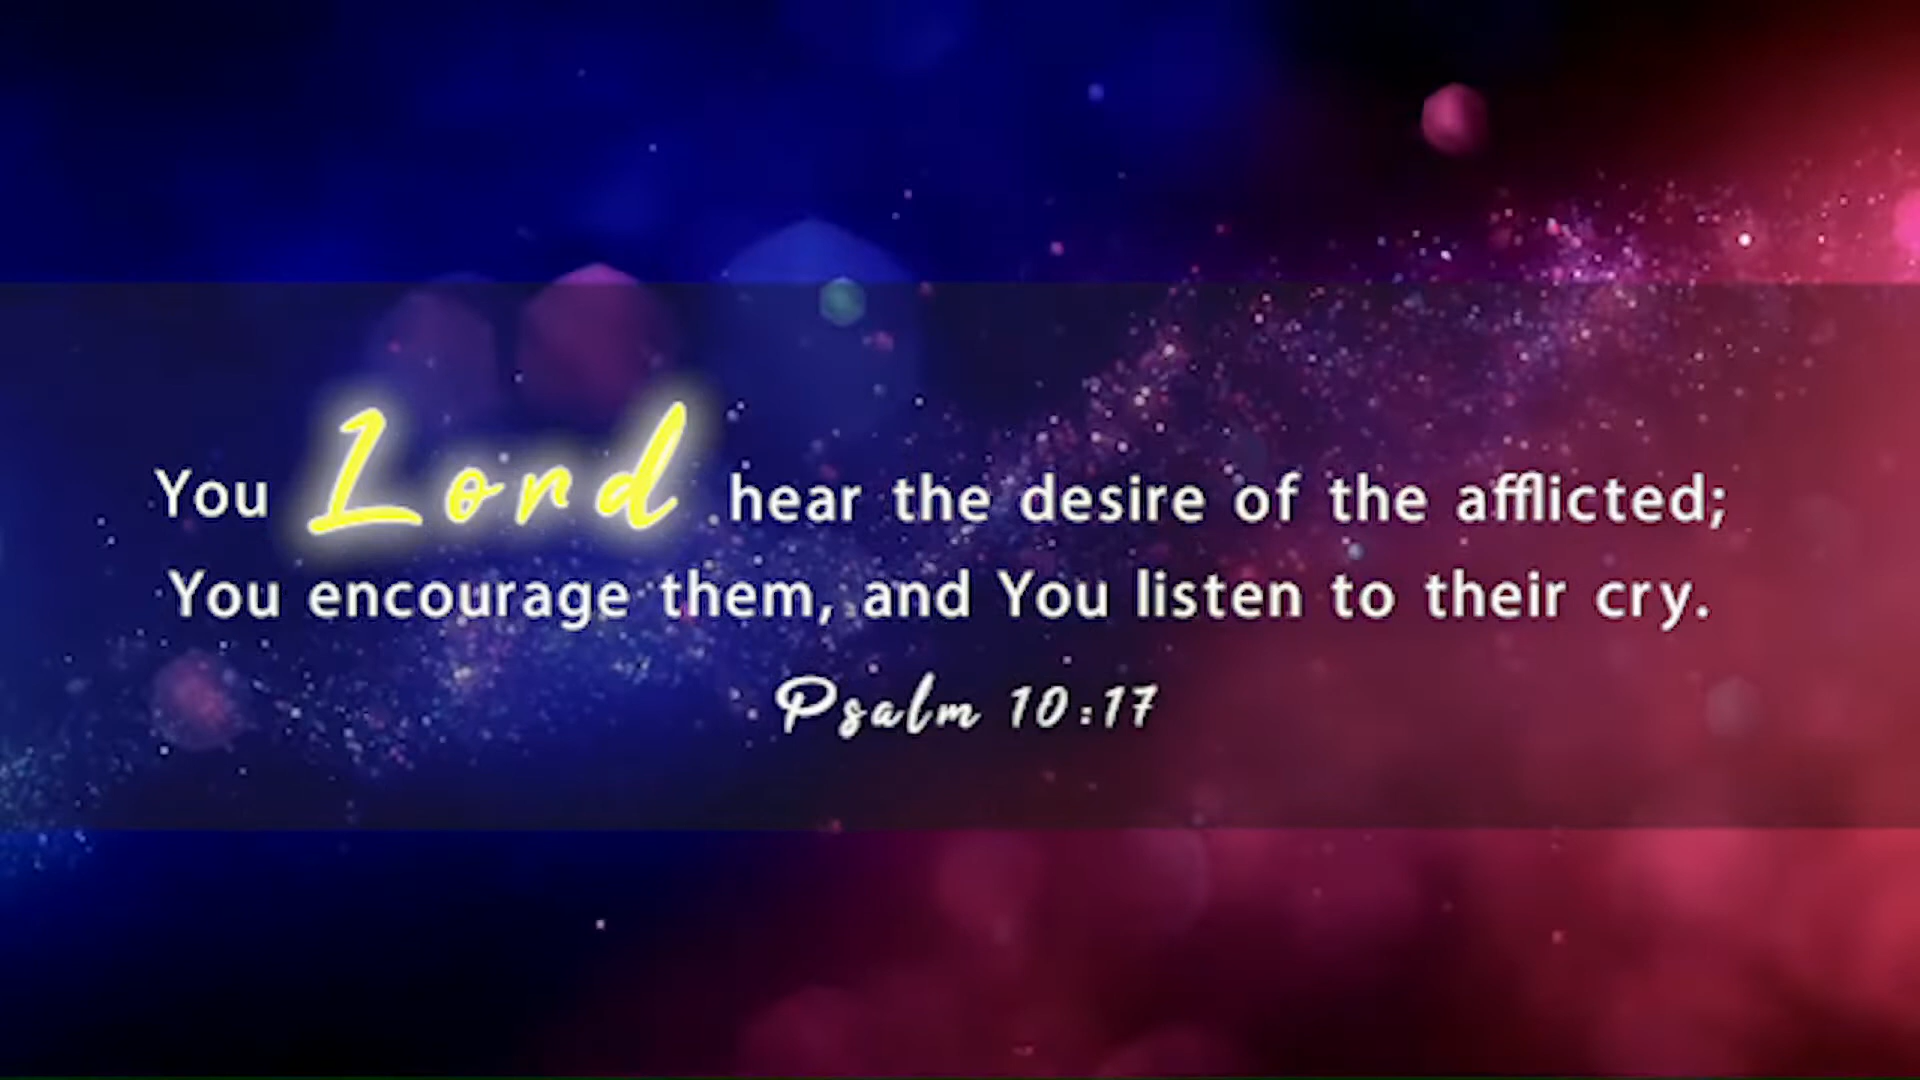 You Lord hear the desire of the afflicted;
You encourage them, and You listen to their cry.
Psalm 10:17